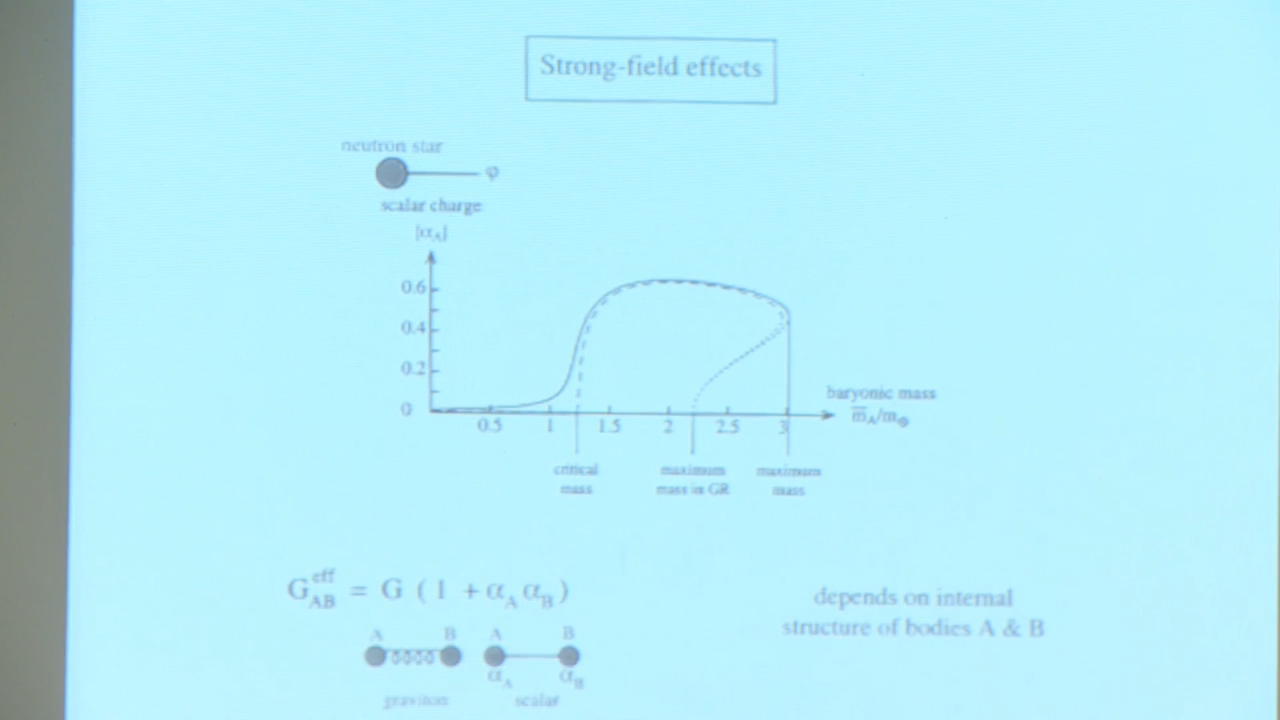 Strong-field effects
neutron star
φ
scalar charge
|α_A|
0.6
0.4
0.2
0
0.5 1 1.5 2 2.5 3
baryonic mass
m̅_A/m_⊙
critical mass
maximum mass in GR
maximum mass
G_AB^eff = G ( 1 + α_A α_B )
depends on internal
structure of bodies A & B
A B A B
α_A α_B
graviton scalar